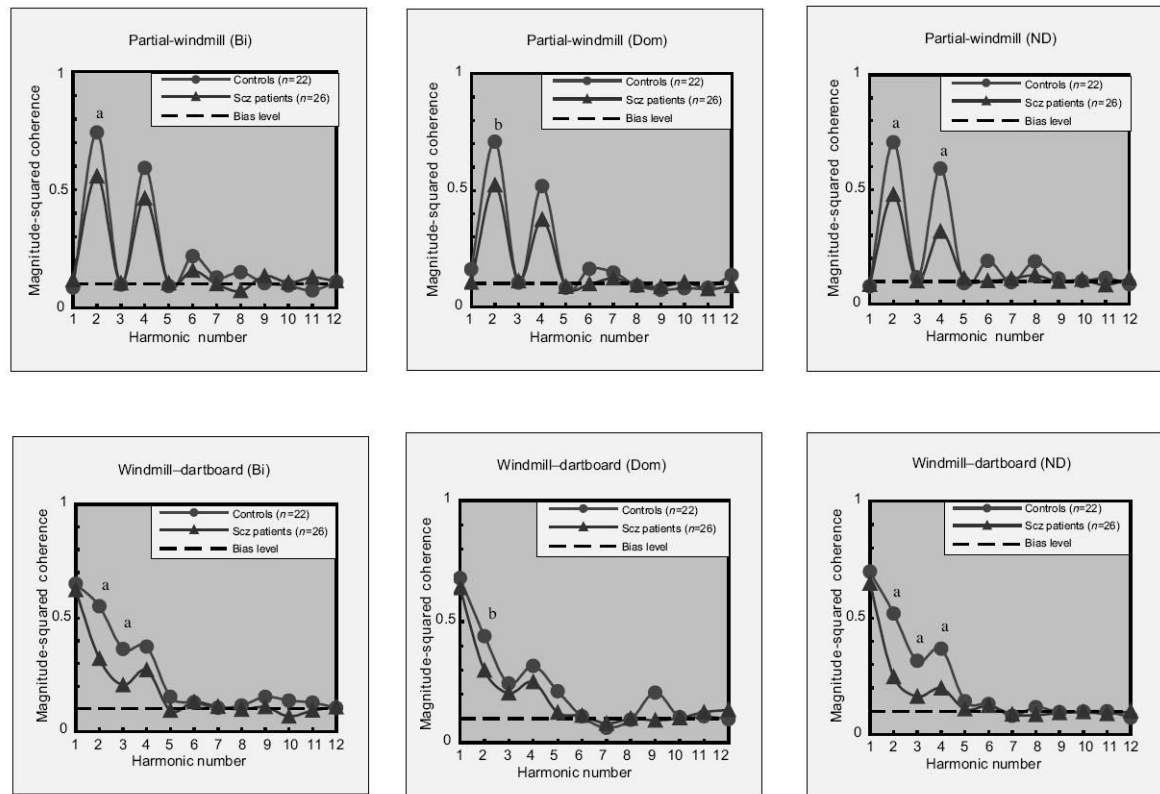 Partial-windmill (Bi)
1
Controls (n=22)
Scz patients (n=26)
Bias level
a
0.5
0
Magnitude-squared coherence
1 2 3 4 5 6 7 8 9 10 11 12
Harmonic number
Partial-windmill (Dom)
1
Controls (n=22)
Scz patients (n=26)
Bias level
b
0.5
0
Magnitude-squared coherence
1 2 3 4 5 6 7 8 9 10 11 12
Harmonic number
Partial-windmill (ND)
1
Controls (n=22)
Scz patients (n=26)
Bias level
a
a
0.5
0
Magnitude-squared coherence
1 2 3 4 5 6 7 8 9 10 11 12
Harmonic number
Windmill–dartboard (Bi)
1
Controls (n=22)
Scz patients (n=26)
Bias level
a
a
0.5
0
Magnitude-squared coherence
1 2 3 4 5 6 7 8 9 10 11 12
Harmonic number
Windmill–dartboard (Dom)
1
Controls (n=22)
Scz patients (n=26)
Bias level
b
0.5
0
Magnitude-squared coherence
1 2 3 4 5 6 7 8 9 10 11 12
Harmonic number
Windmill–dartboard (ND)
1
Controls (n=22)
Scz patients (n=26)
Bias level
a
a a
0.5
0
Magnitude-squared coherence
1 2 3 4 5 6 7 8 9 10 11 12
Harmonic number